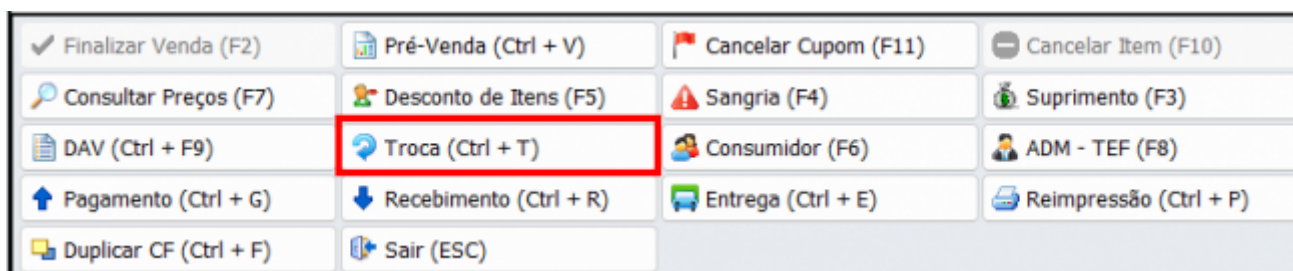 Finalizar Venda (F2) Pré-Venda (Ctrl + V) Cancelar Cupom (F11) Cancelar Item (F10)
Consultar Preços (F7) Desconto de Itens (F5) Sangria (F4) Suprimento (F3)
DAV (Ctrl + F9) Troca (Ctrl + T) Consumidor (F6) ADM - TEF (F8)
Pagamento (Ctrl + G) Recebimento (Ctrl + R) Entrega (Ctrl + E) Reimpressão (Ctrl + P)
Duplicar CF (Ctrl + F) Sair (ESC)